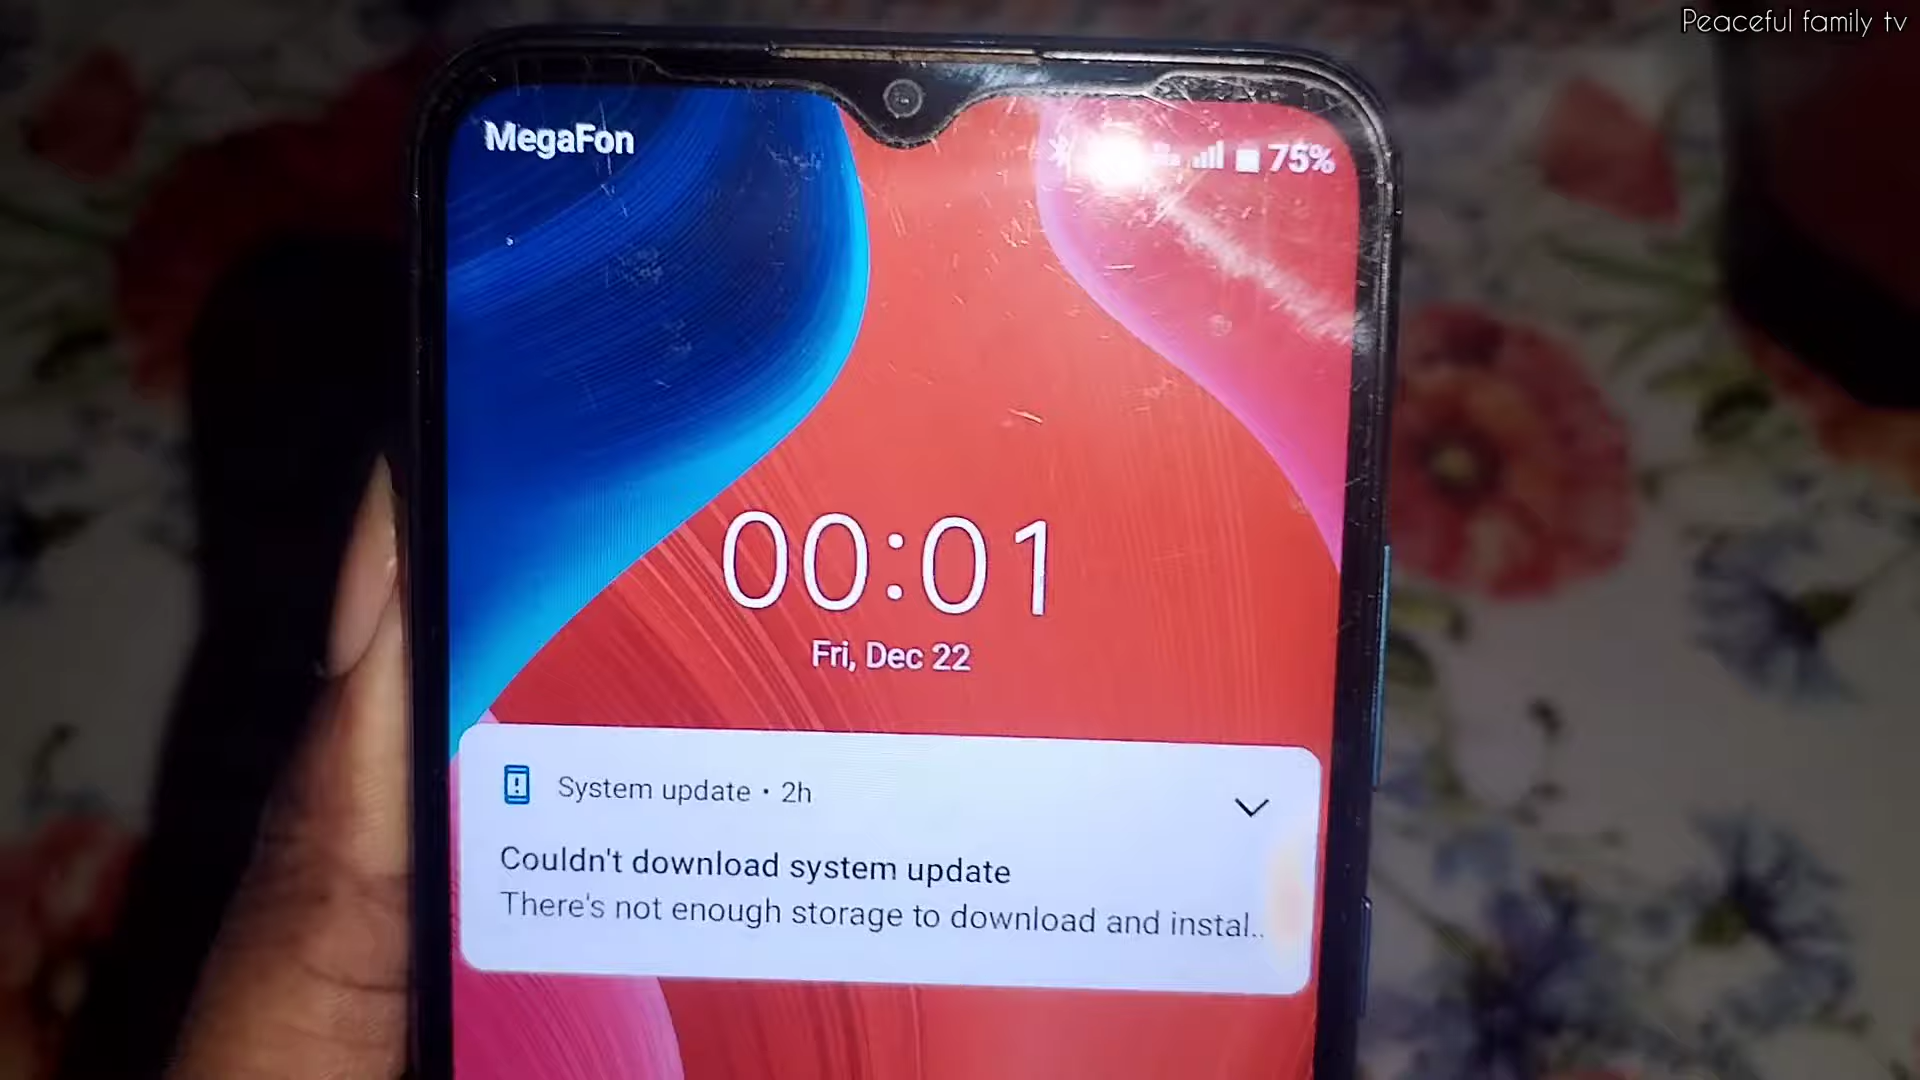 Peaceful family tv
MegaFon
75%
00:01
Fri, Dec 22
System update • 2h
Couldn't download system update
There's not enough storage to download and instal..